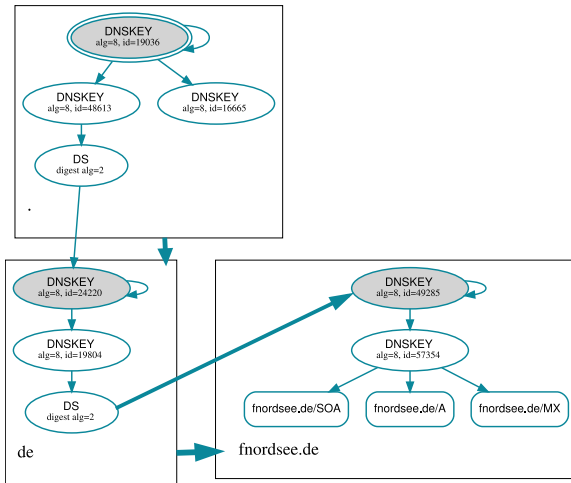 DNSKEY
alg=8, id=19036
DNSKEY
alg=8, id=48613
DNSKEY
alg=8, id=16665
DS
digest alg=2
.
DNSKEY
alg=8, id=24220
DNSKEY
alg=8, id=19804
DS
digest alg=2
de
DNSKEY
alg=8, id=49285
DNSKEY
alg=8, id=57354
fnordsee.de/SOA
fnordsee.de/A
fnordsee.de/MX
fnordsee.de